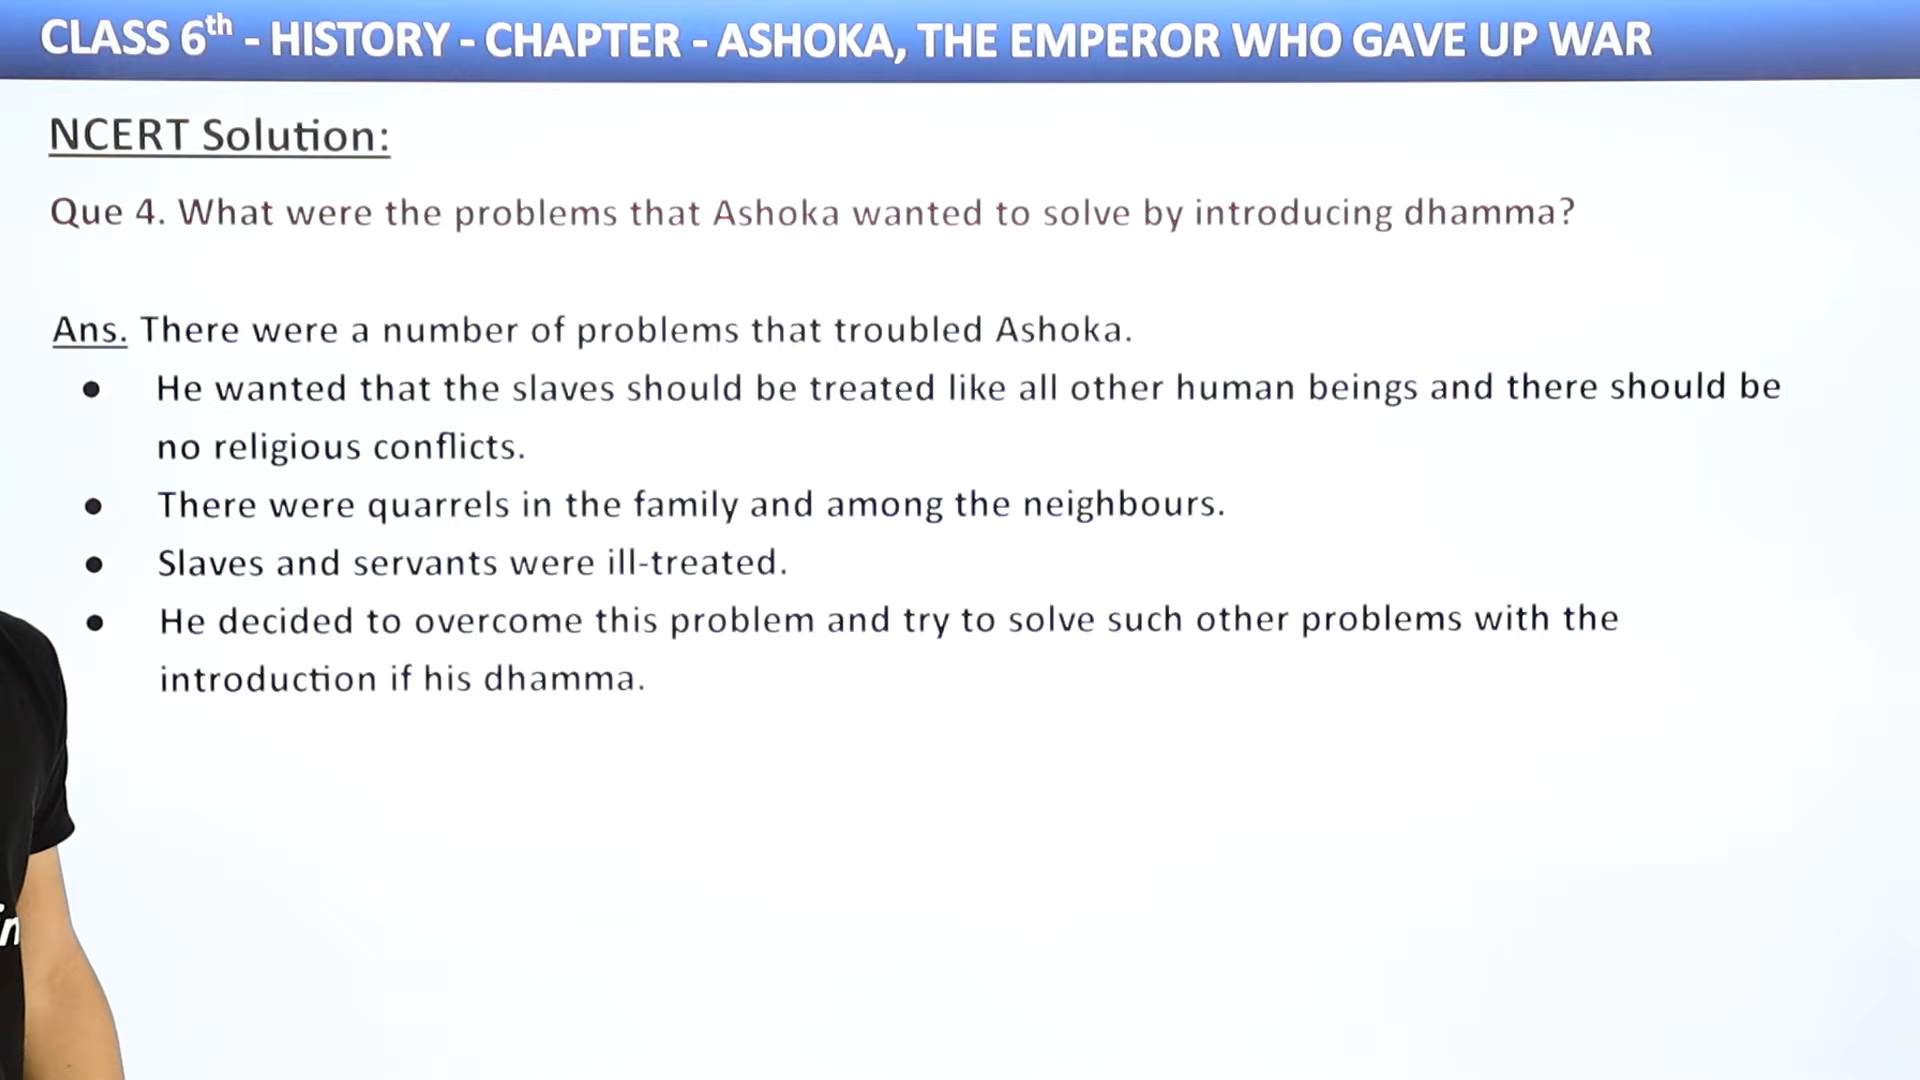 CLASS 6th - HISTORY - CHAPTER - ASHOKA, THE EMPEROR WHO GAVE UP WAR
NCERT Solution:
Que 4. What were the problems that Ashoka wanted to solve by introducing dhamma?
Ans. There were a number of problems that troubled Ashoka.
● He wanted that the slaves should be treated like all other human beings and there should be
no religious conflicts.
● There were quarrels in the family and among the neighbours.
● Slaves and servants were ill-treated.
● He decided to overcome this problem and try to solve such other problems with the
introduction if his dhamma.
in